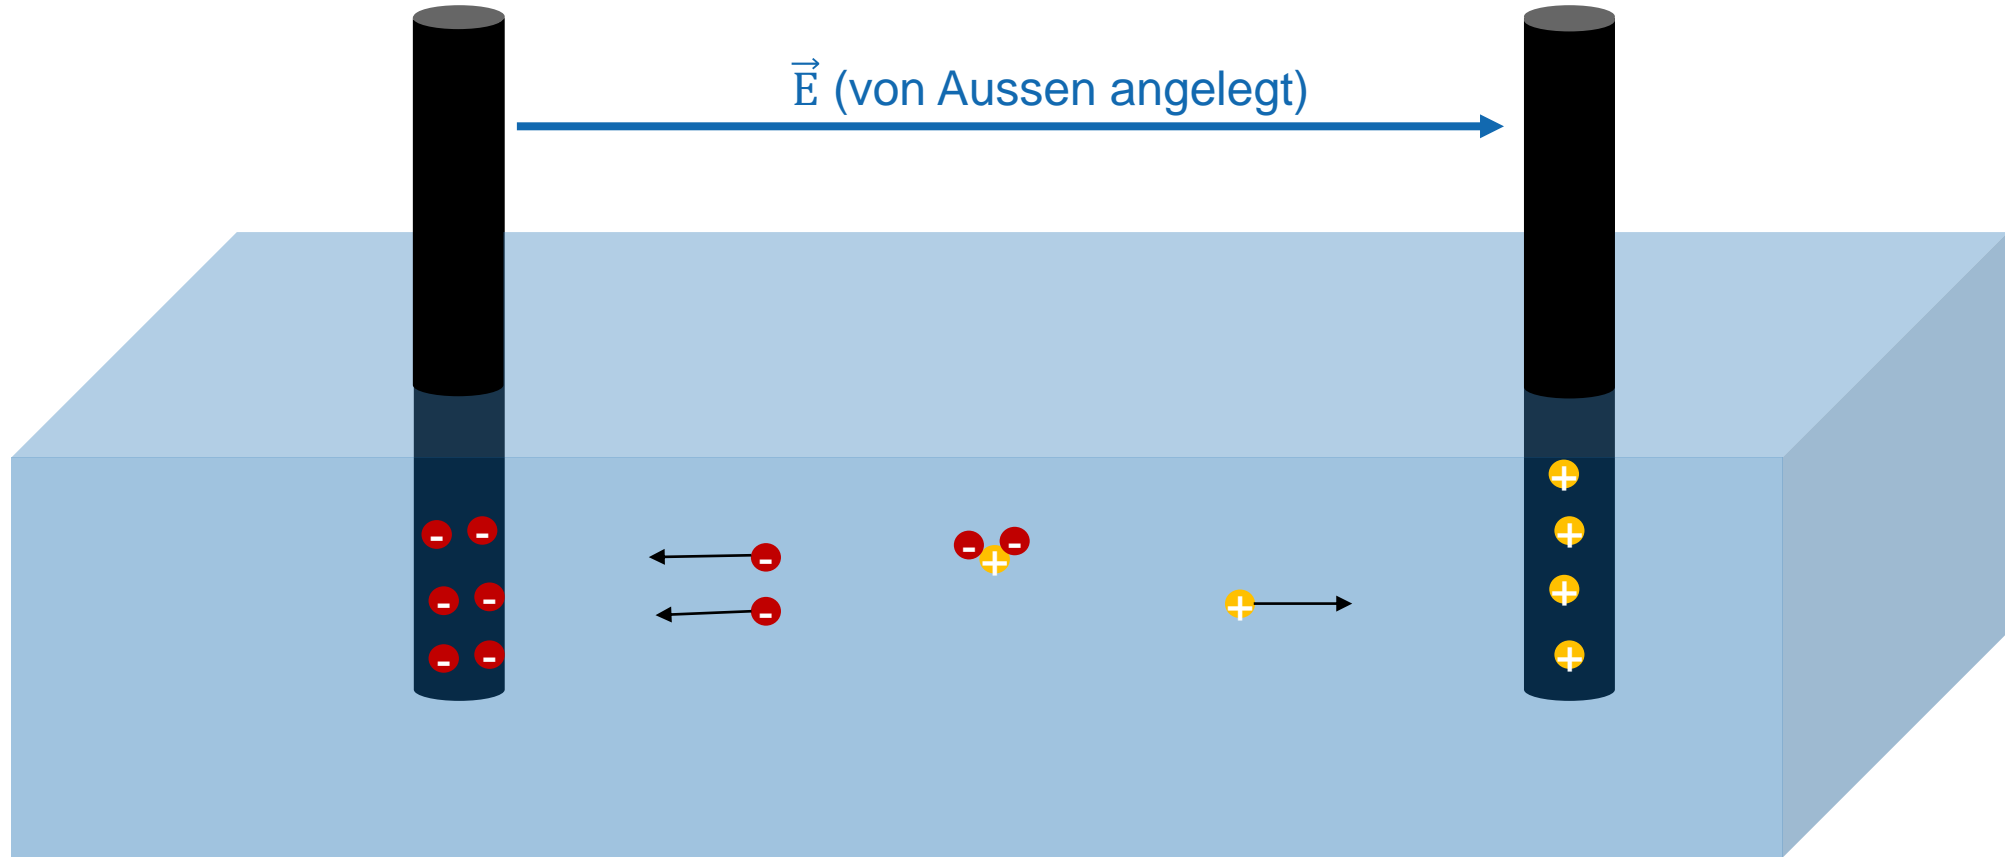 E⃗ (von Aussen angelegt)
+
- - +
- - - -
+
- - +
- + +
- - +